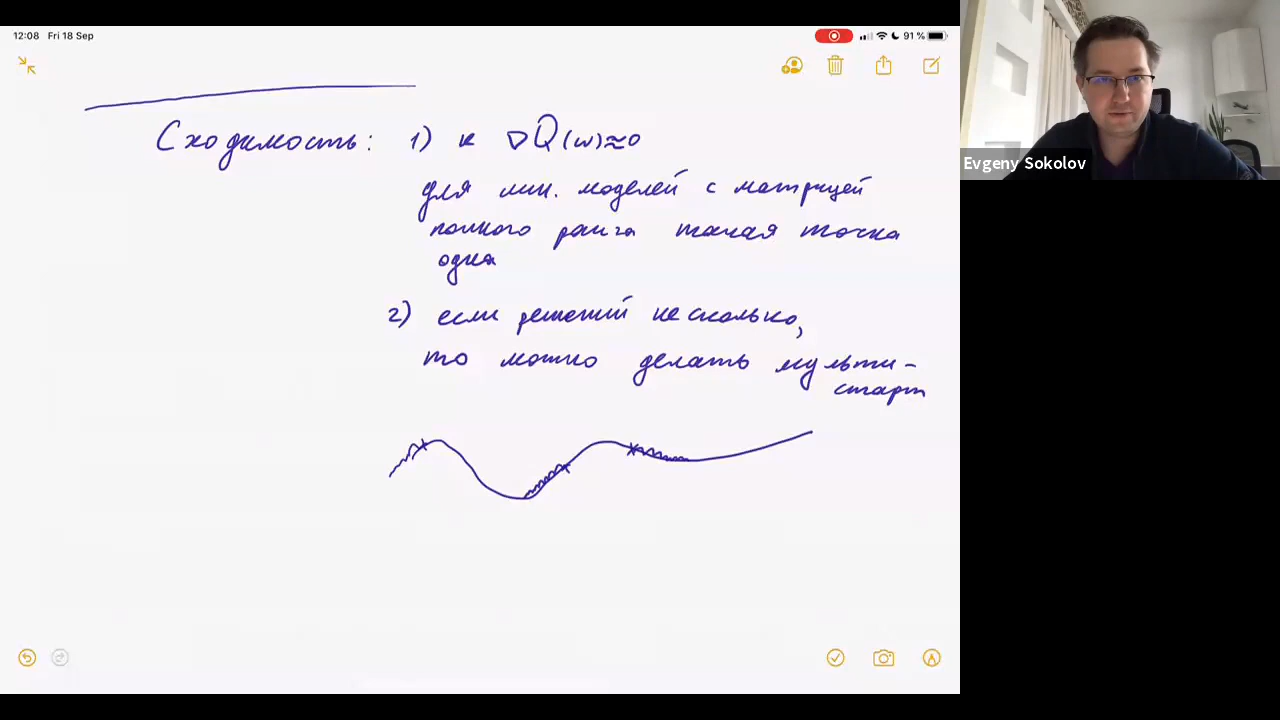 12:08 Fri 18 Sep
91 %
Сходимость: 1) к ∇Q(w)≈0
для лин. моделей с матрицей
полного ранга такая точка
одна
2) если решений несколько,
то можно делать мульти-
старт
Evgeny Sokolov